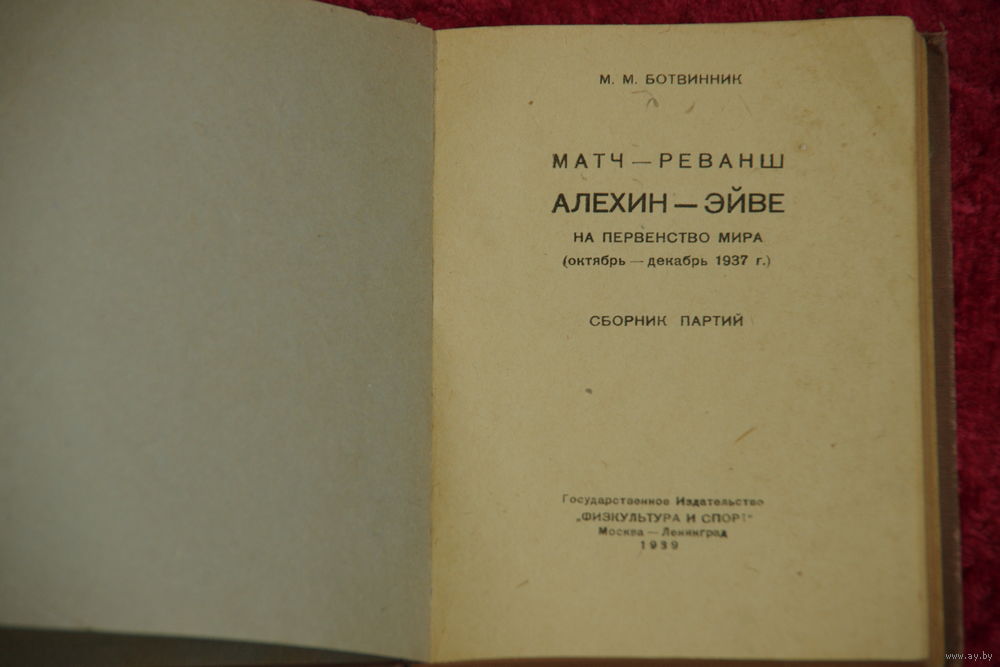 М. М. БОТВИННИК
МАТЧ — РЕВАНШ
АЛЕХИН — ЭЙВЕ
НА ПЕРВЕНСТВО МИРА
(октябрь — декабрь 1937 г.)
СБОРНИК ПАРТИЙ
Государственное Издательство
„ФИЗКУЛЬТУРА И СПОРТ“
Москва — Ленинград
1939
www.ay.by